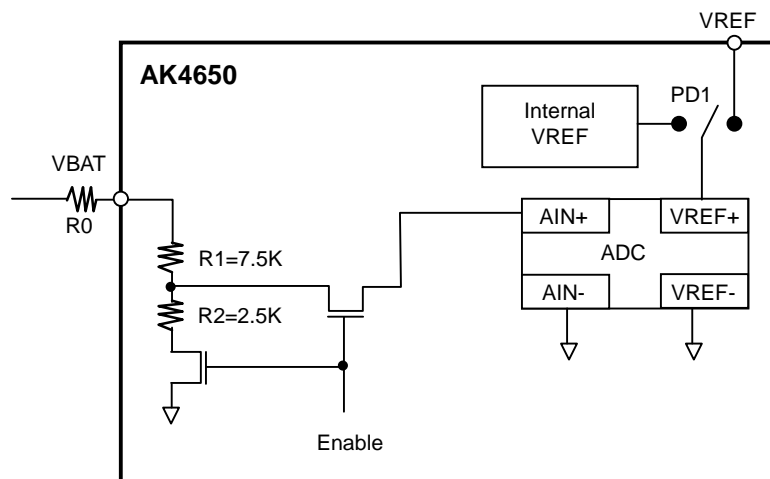 VREF
AK4650
PD1
Internal
VREF
VBAT
R0
AIN+
VREF+
ADC
R1=7.5K
R2=2.5K
AIN-
VREF-
Enable